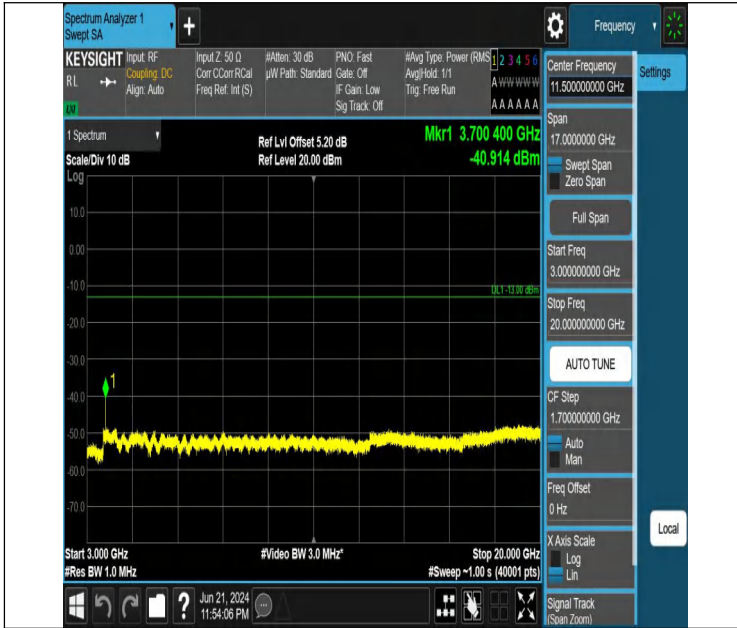 Spectrum Analyzer 1
Swept SA
+
Frequency
KEYSIGHT
RL
Input: RF
Coupling: DC
Align: Auto
Input Z: 50 Ω
Corr CCorr RCal
Freq Ref: Int (S)
#Atten: 30 dB
µW Path: Standard
PNO: Fast
Gate: Off
IF Gain: Low
Sig Track: Off
#Avg Type: Power (RMS
Avg|Hold: 1/1
Trig: Free Run
1 2 3 4 5 6
A W W W W W
A A A A A A
1 Spectrum
Scale/Div 10 dB
Log
Ref Lvl Offset 5.20 dB
Ref Level 20.00 dBm
Mkr1 3.700 400 GHz
-40.914 dBm
10.0
0.00
-10.0
DL1 -13.00 dBm
-20.0
-30.0
1
-40.0
-50.0
-60.0
-70.0
Start 3.000 GHz
#Res BW 1.0 MHz
#Video BW 3.0 MHz*
Stop 20.000 GHz
#Sweep ~1.00 s (40001 pts)
?
Jun 21, 2024
11:54:06 PM
Center Frequency
11.500000000 GHz
Settings
Span
17.0000000 GHz
Swept Span
Zero Span
Full Span
Start Freq
3.000000000 GHz
Stop Freq
20.000000000 GHz
AUTO TUNE
CF Step
1.700000000 GHz
Auto
Man
Freq Offset
0 Hz
X Axis Scale
Log
Lin
Local
Signal Track
(Span Zoom)